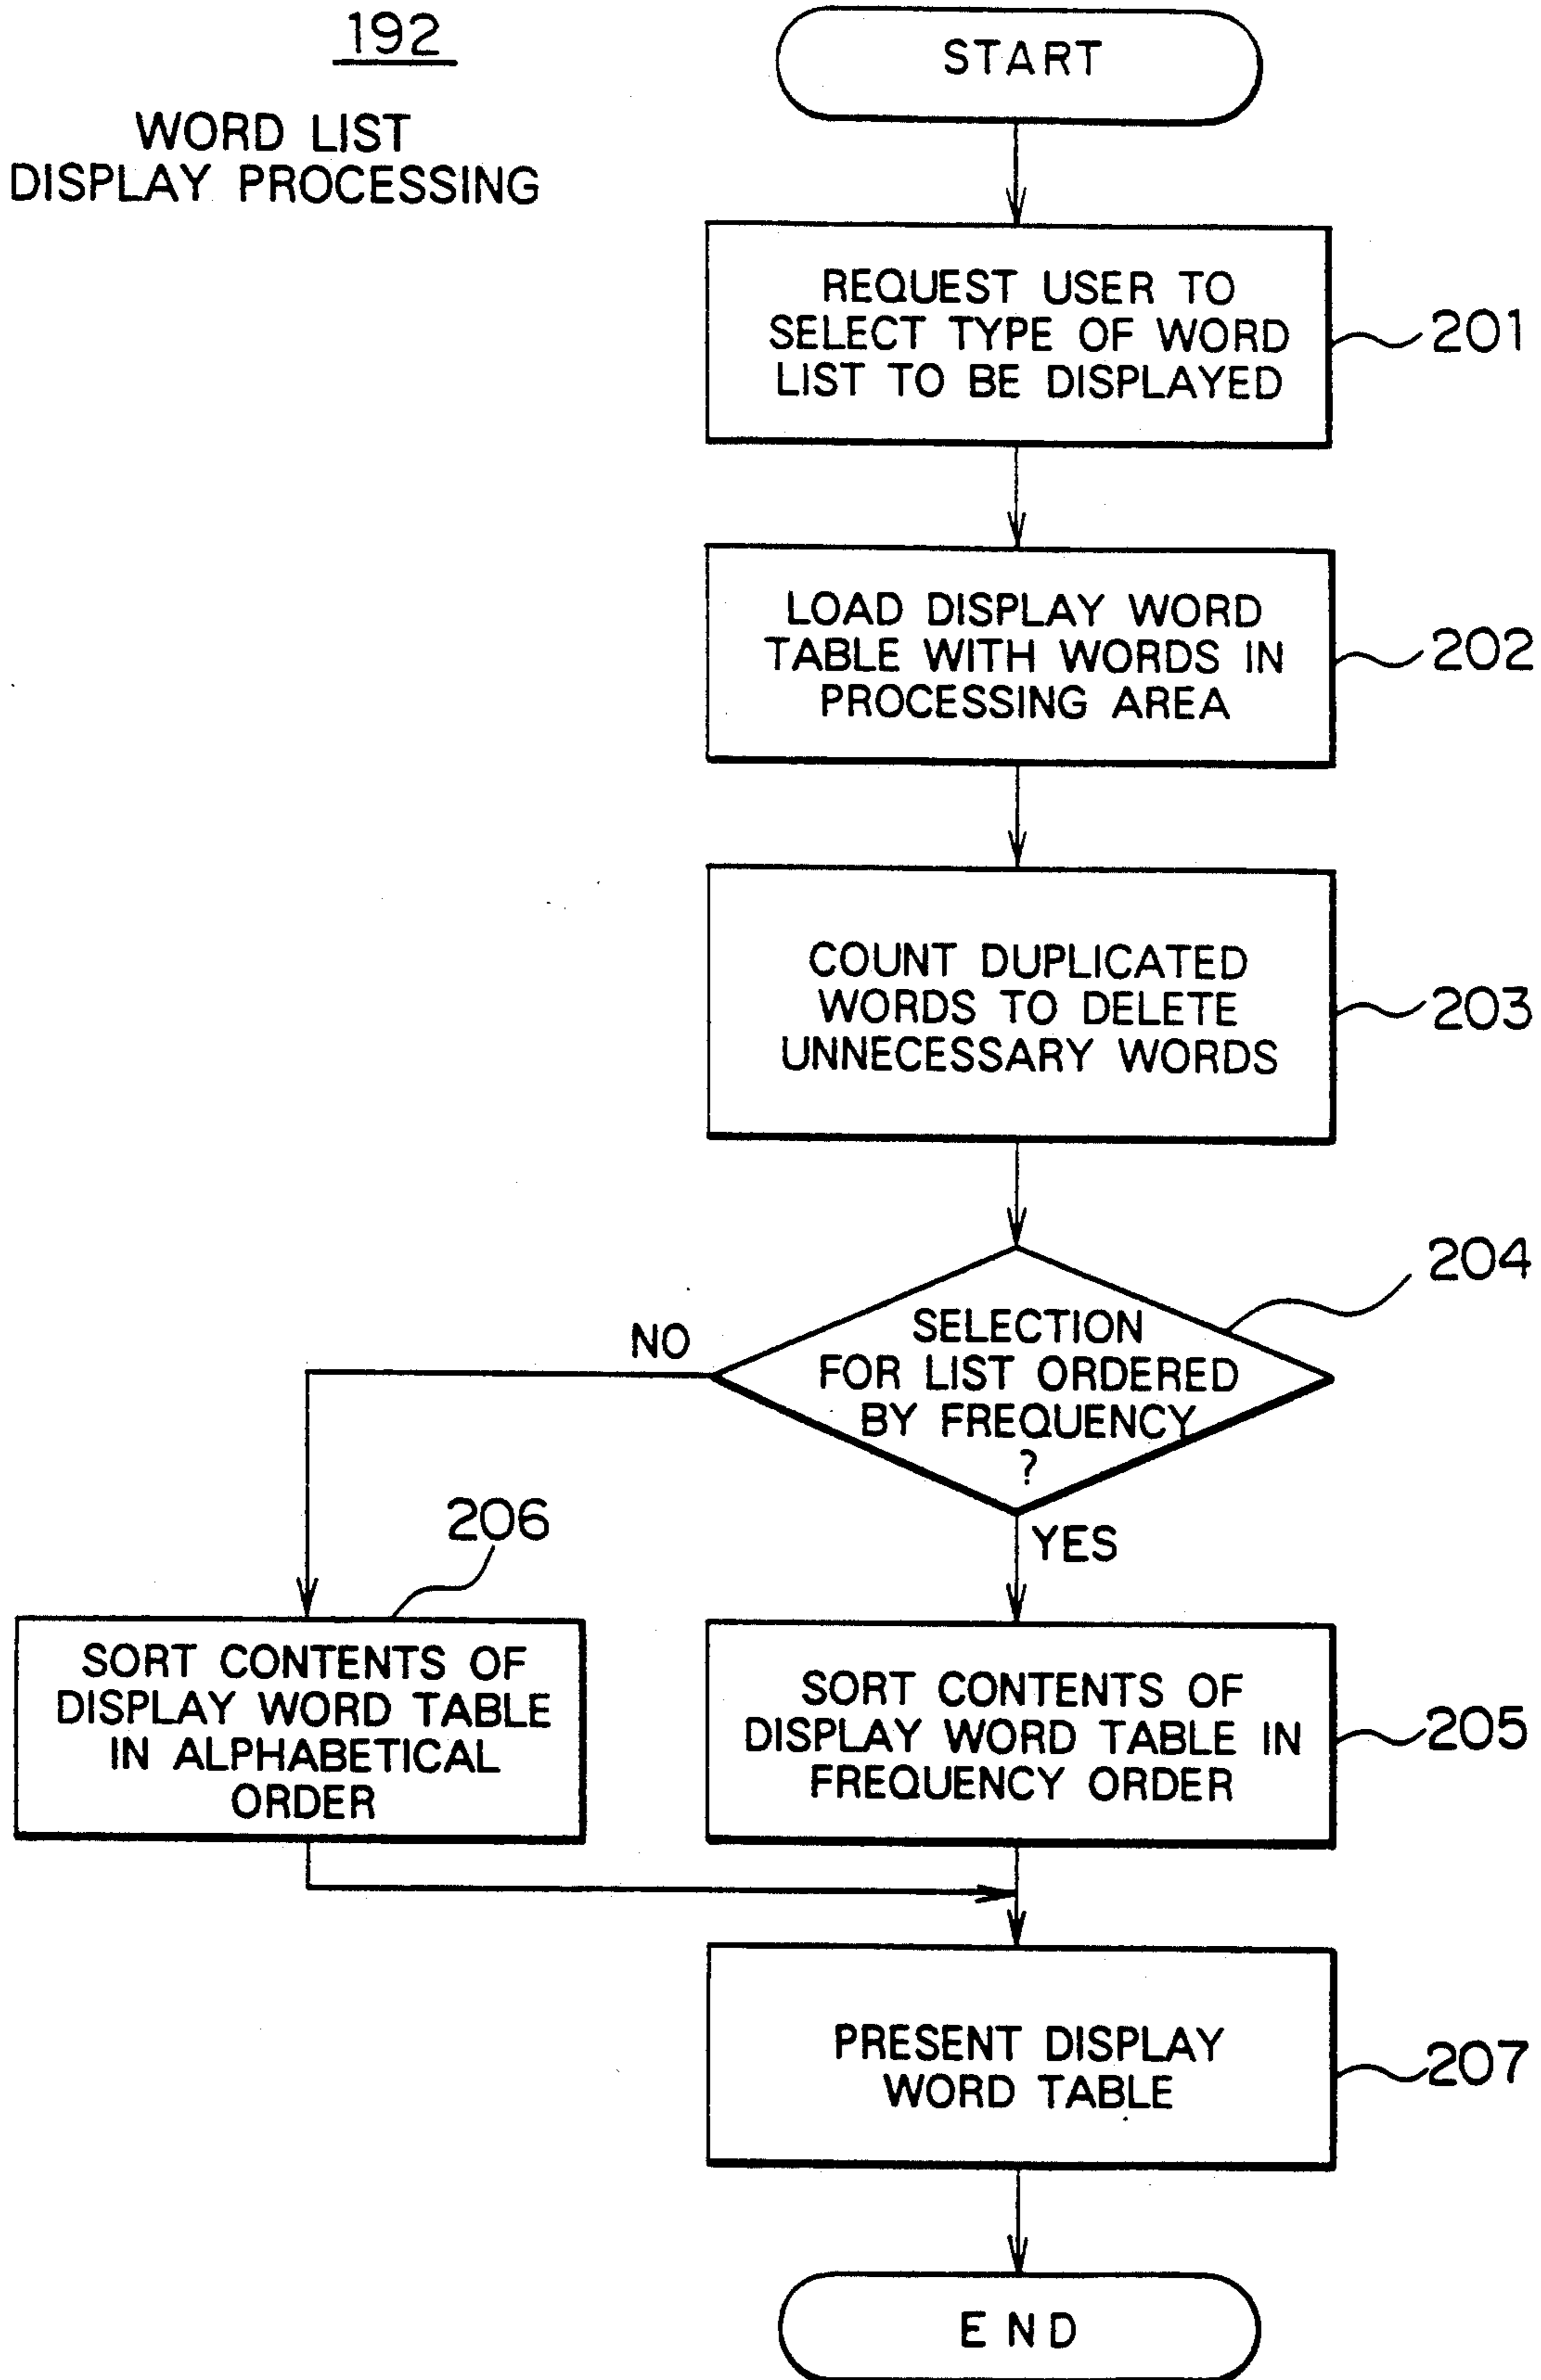 192
WORD LIST
DISPLAY PROCESSING
START
REQUEST USER TO
SELECT TYPE OF WORD
LIST TO BE DISPLAYED
201
LOAD DISPLAY WORD
TABLE WITH WORDS IN
PROCESSING AREA
202
COUNT DUPLICATED
WORDS TO DELETE
UNNECESSARY WORDS
203
204
SELECTION
FOR LIST ORDERED
BY FREQUENCY
?
NO
YES
206
SORT CONTENTS OF
DISPLAY WORD TABLE
IN ALPHABETICAL
ORDER
SORT CONTENTS OF
DISPLAY WORD TABLE IN
FREQUENCY ORDER
205
PRESENT DISPLAY
WORD TABLE
207
END